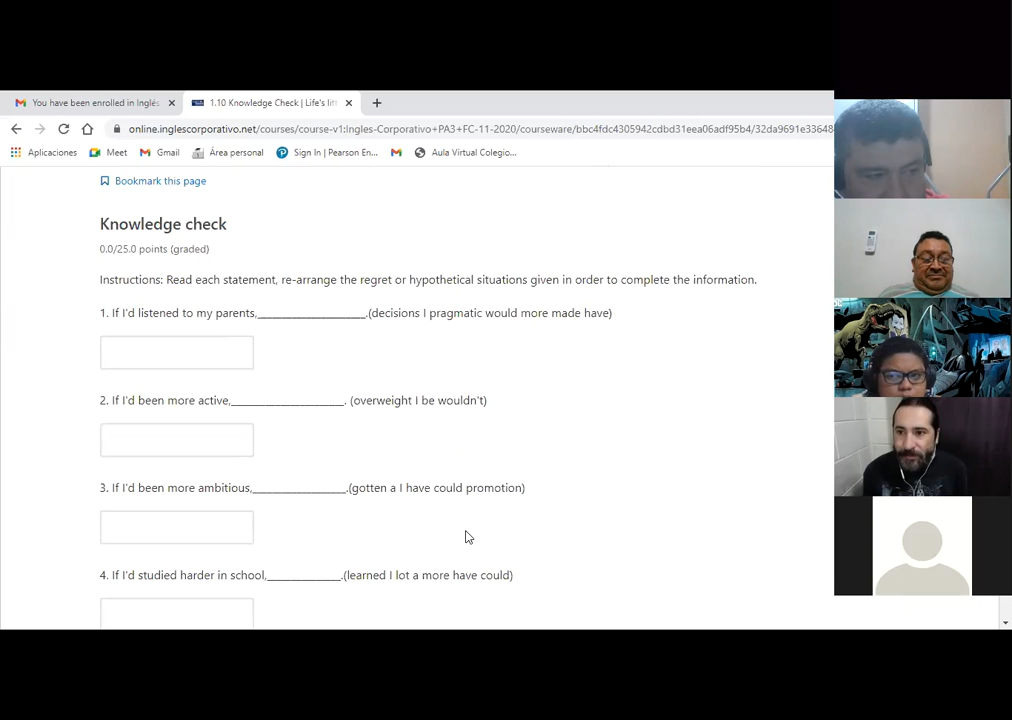 You have been enrolled in Inglés
1.10 Knowledge Check | Life's litt
online.inglescorporativo.net/courses/course-v1:Ingles-Corporativo+PA3+FC-11-2020/courseware/bbc4fdc4305942cdbd31eea06adf95b4/32da9691e33648
Aplicaciones Meet Gmail Área personal Sign In | Pearson En... Aula Virtual Colegio...
Bookmark this page
Knowledge check
0.0/25.0 points (graded)
Instructions: Read each statement, re-arrange the regret or hypothetical situations given in order to complete the information.
1. If I'd listened to my parents,____________________.(decisions I pragmatic would more made have)
2. If I'd been more active,_____________________. (overweight I be wouldn't)
3. If I'd been more ambitious,_________________.(gotten a I have could promotion)
4. If I'd studied harder in school,______________.(learned I lot a more have could)